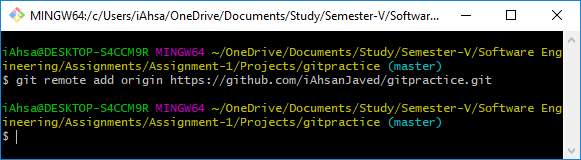 MINGW64:/c/Users/iAhsa/OneDrive/Documents/Study/Semester-V/Softwar...
iAhsa@DESKTOP-S4CCM9R MINGW64 ~/OneDrive/Documents/Study/Semester-V/Software Eng
ineering/Assignments/Assignment-1/Projects/gitpractice (master)
$ git remote add origin https://github.com/iAhsanJaved/gitpractice.git
iAhsa@DESKTOP-S4CCM9R MINGW64 ~/OneDrive/Documents/Study/Semester-V/Software Eng
ineering/Assignments/Assignment-1/Projects/gitpractice (master)
$